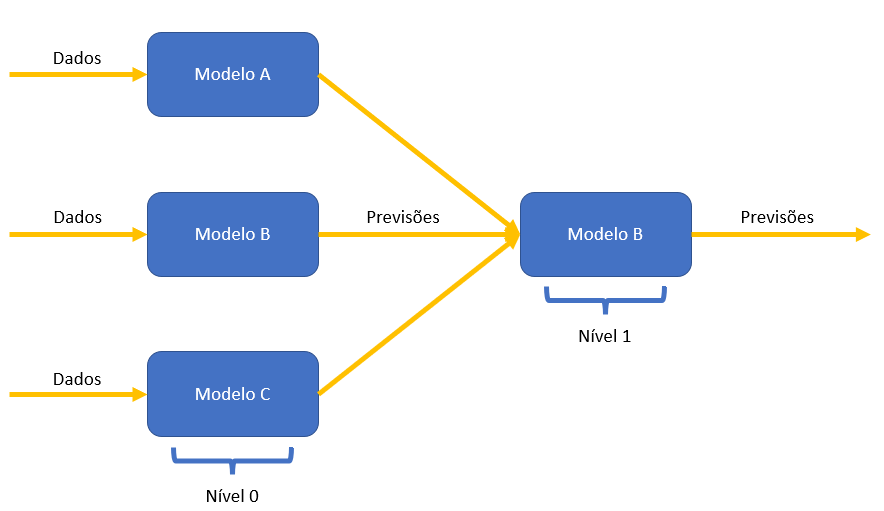 Dados
Modelo A
Dados
Modelo B
Previsões
Modelo B
Previsões
Nível 1
Dados
Modelo C
Nível 0